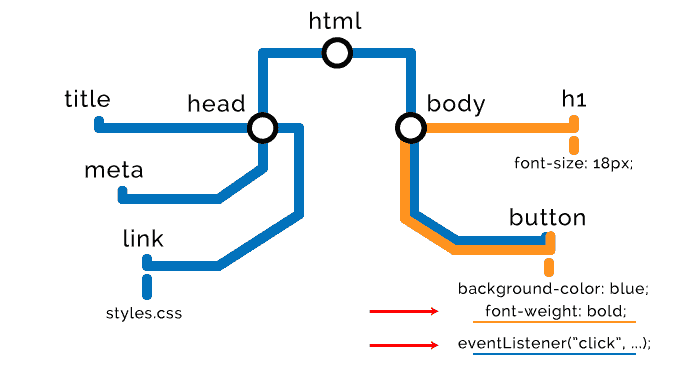 html
title
head
body
h1
font-size: 18px;
meta
link
button
styles.css
background-color: blue;
font-weight: bold;
eventListener("click", ...);